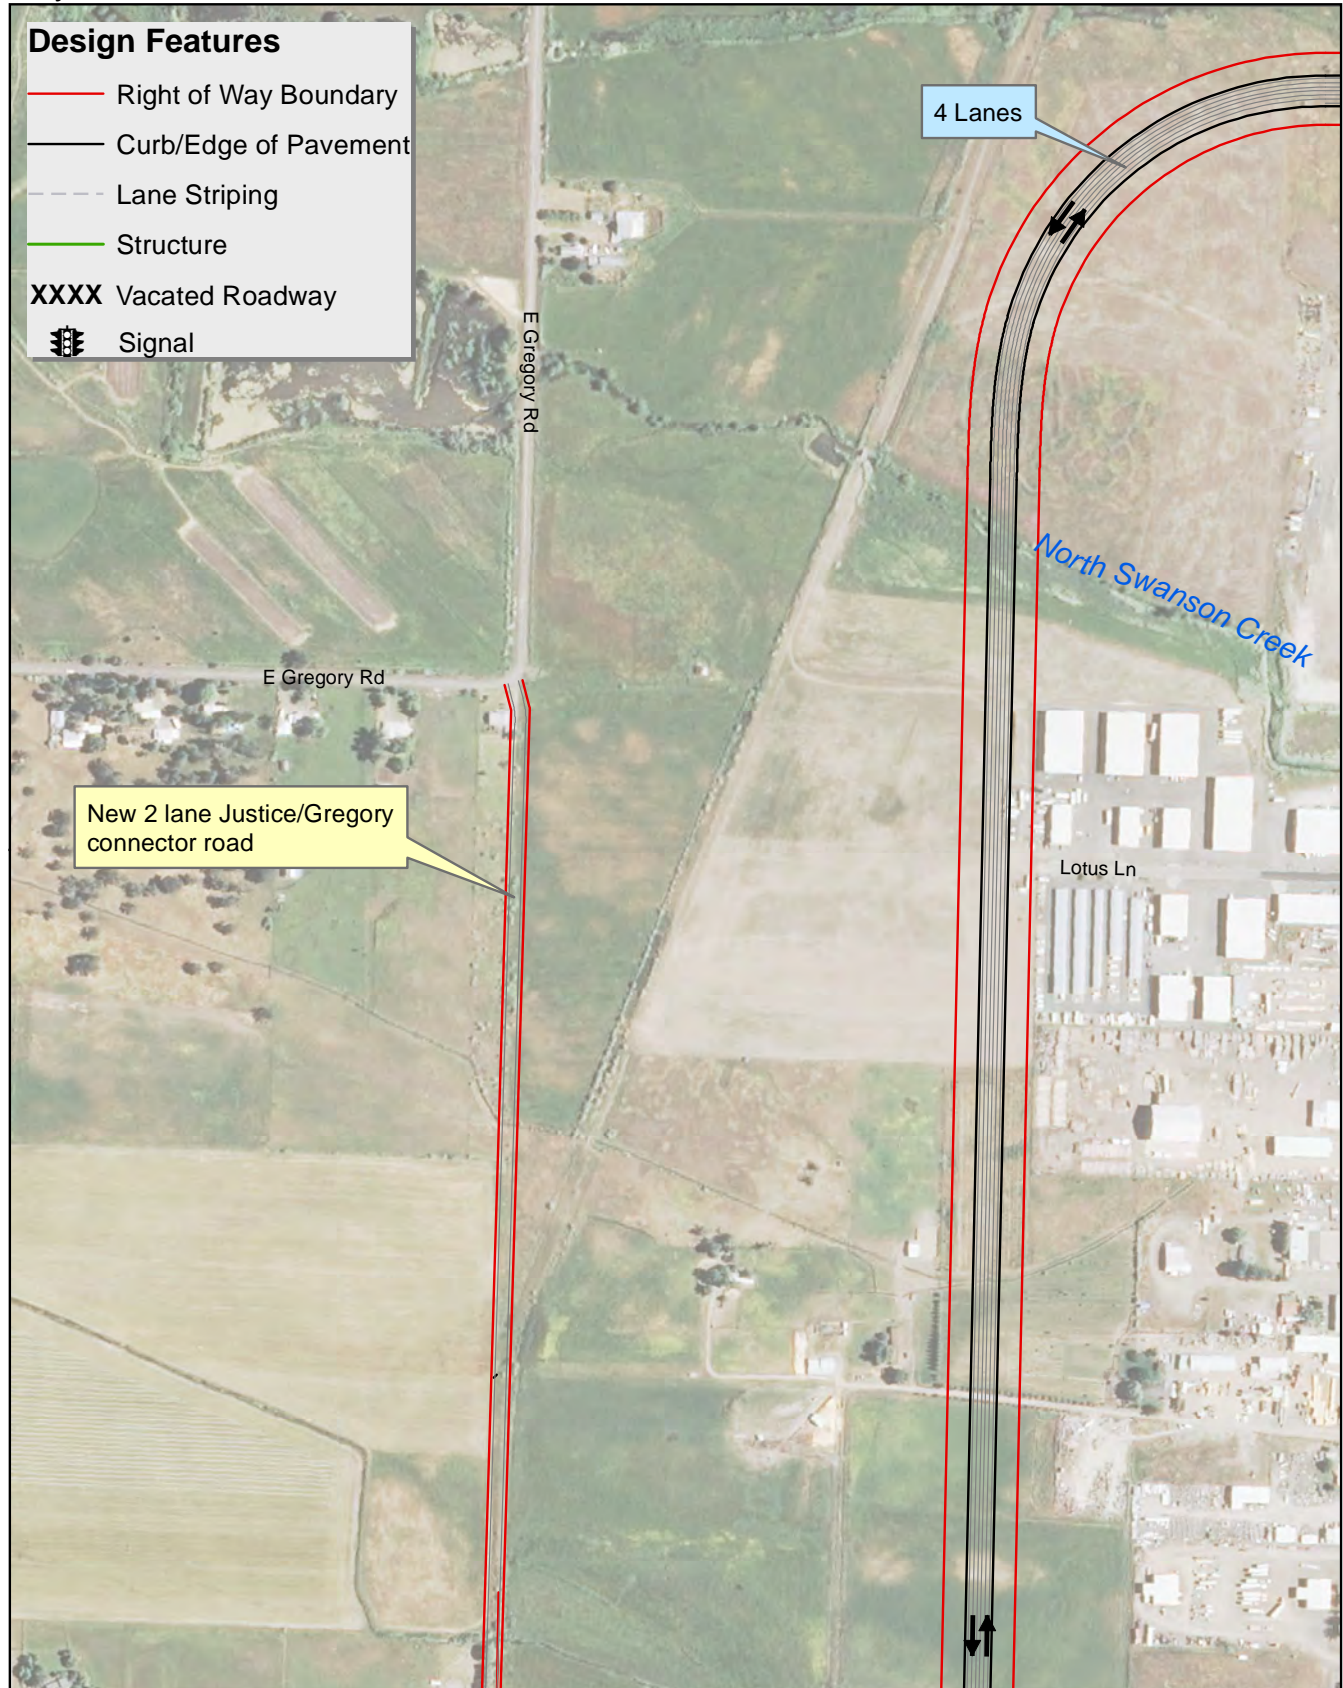 Design Features
Right of Way Boundary
Curb/Edge of Pavement
Lane Striping
Structure
XXXX Vacated Roadway
Signal
4 Lanes
E Gregory Rd
North Swanson Creek
E Gregory Rd
New 2 lane Justice/Gregory
connector road
Lotus Ln